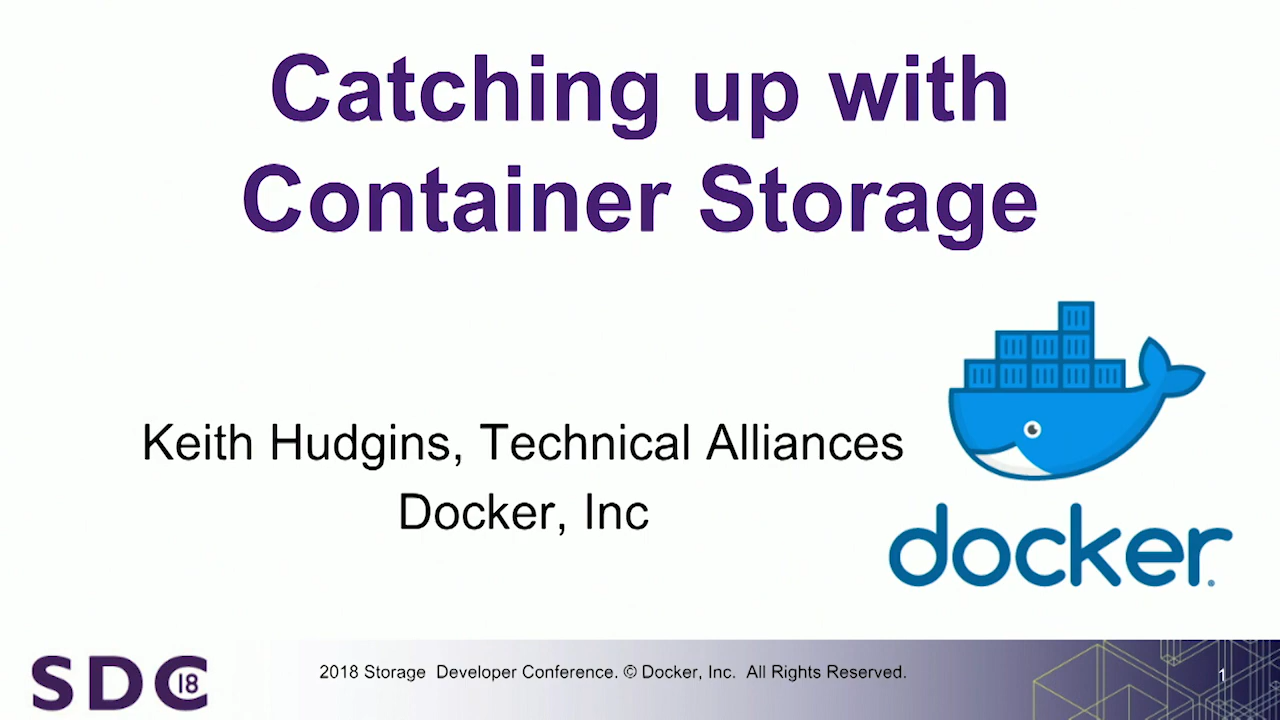 Catching up with
Container Storage
Keith Hudgins, Technical Alliances
Docker, Inc
docker
SDC 18
2018 Storage Developer Conference. © Docker, Inc. All Rights Reserved.
1